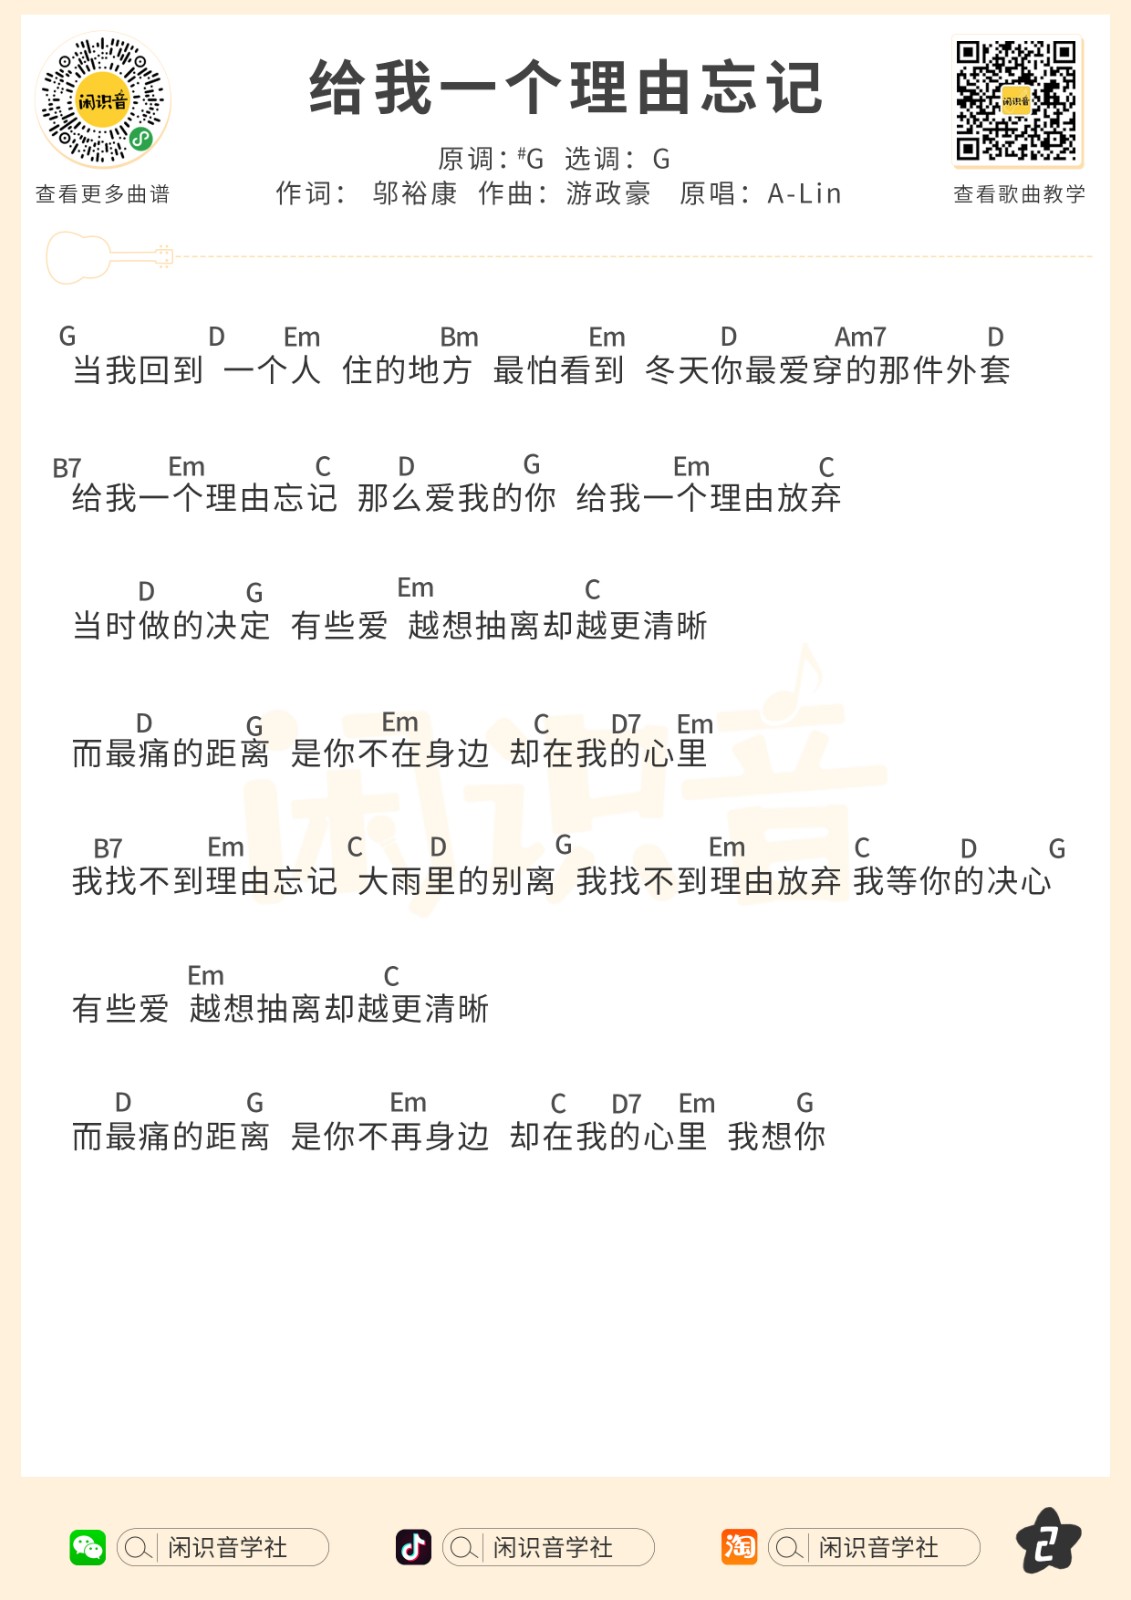 闲识音
查看更多曲谱
给我一个理由忘记
原调：#G 选调：G
作词： 邬裕康 作曲：游政豪 原唱：A-Lin
闲识音
查看歌曲教学
G D Em Bm Em D Am7 D
当我回到 一个人 住的地方 最怕看到 冬天你最爱穿的那件外套
B7 Em C D G Em C
给我一个理由忘记 那么爱我的你 给我一个理由放弃
D G Em C
当时做的决定 有些爱 越想抽离却越更清晰
D G Em C D7 Em
而最痛的距离 是你不在身边 却在我的心里
闲识音
B7 Em C D G Em C D G
我找不到理由忘记 大雨里的别离 我找不到理由放弃 我等你的决心
Em C
有些爱 越想抽离却越更清晰
D G Em C D7 Em G
而最痛的距离 是你不再身边 却在我的心里 我想你
闲识音学社 闲识音学社 淘 闲识音学社 2